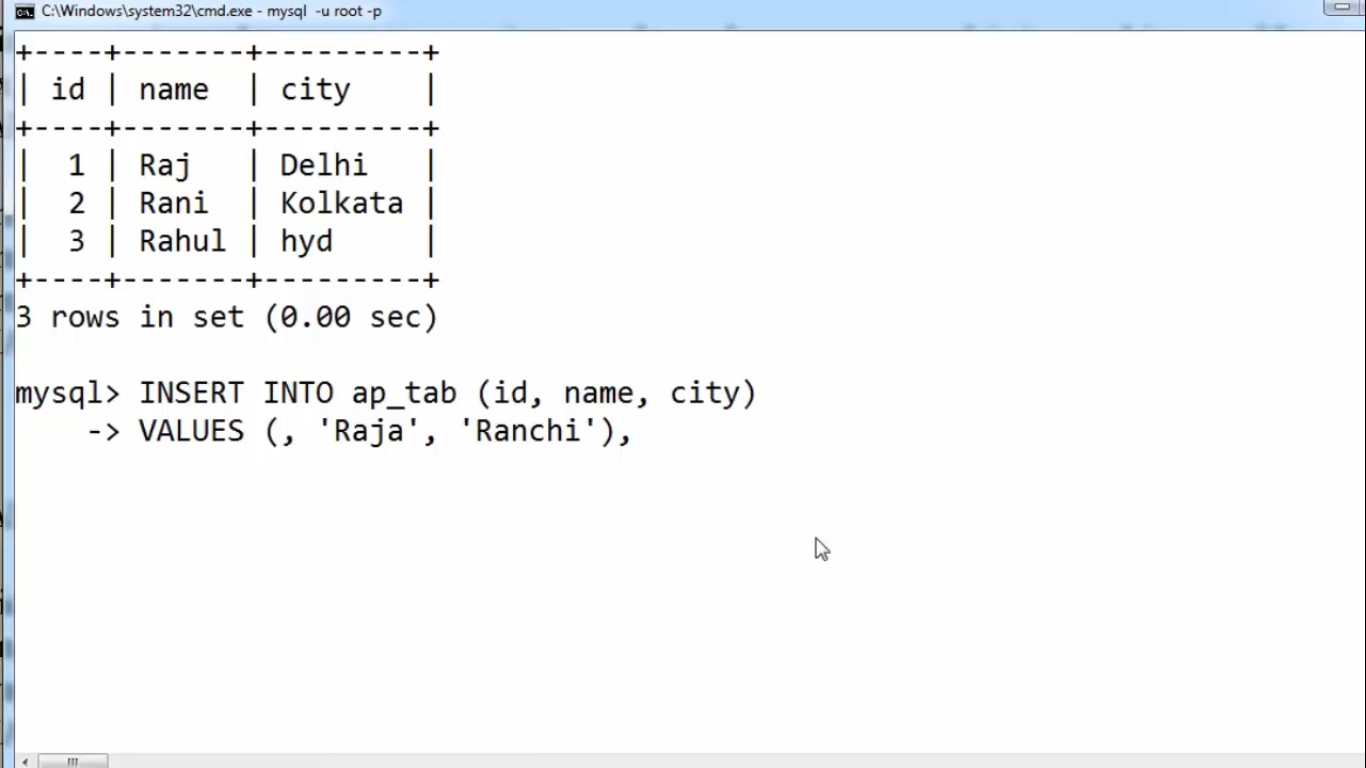 C:\Windows\system32\cmd.exe - mysql  -u root -p
+----+-------+---------+
| id | name  | city    |
+----+-------+---------+
|  1 | Raj   | Delhi   |
|  2 | Rani  | Kolkata |
|  3 | Rahul | hyd     |
+----+-------+---------+
3 rows in set (0.00 sec)
mysql> INSERT INTO ap_tab (id, name, city)
    -> VALUES (, 'Raja', 'Ranchi'),